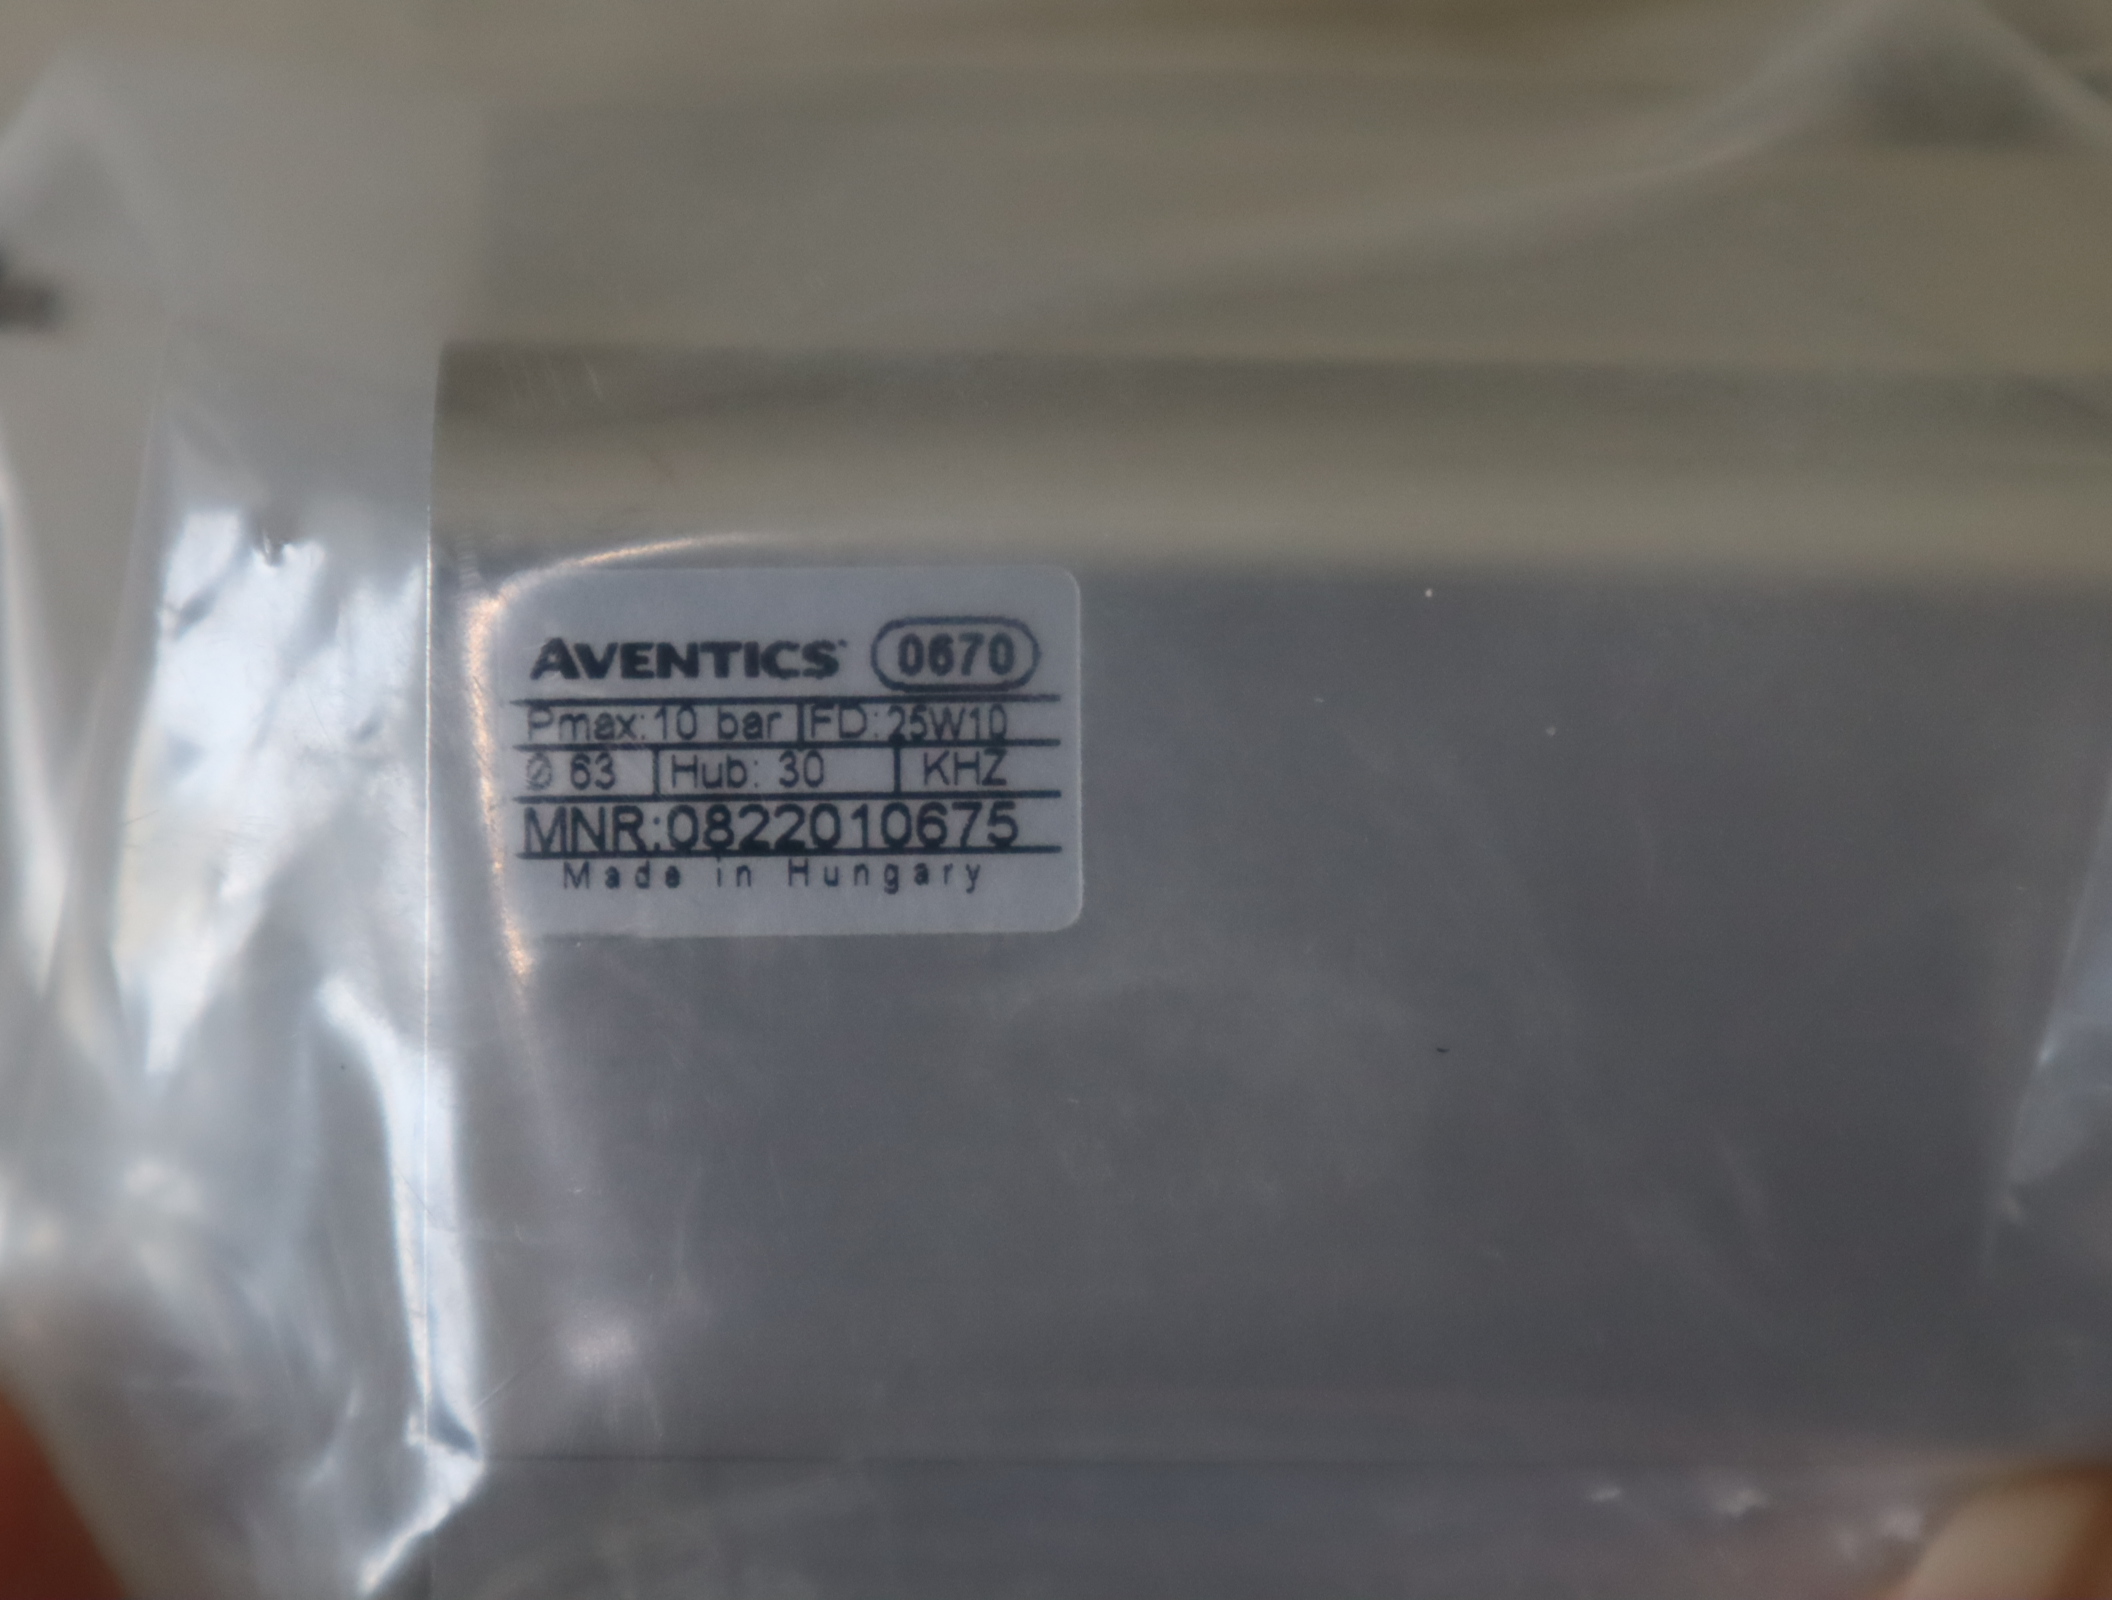 AVENTICS 0670
Pmax: 10 bar FD: 25W10
Ø 63 Hub: 30 KHZ
MNR:0822010675
Made in Hungary